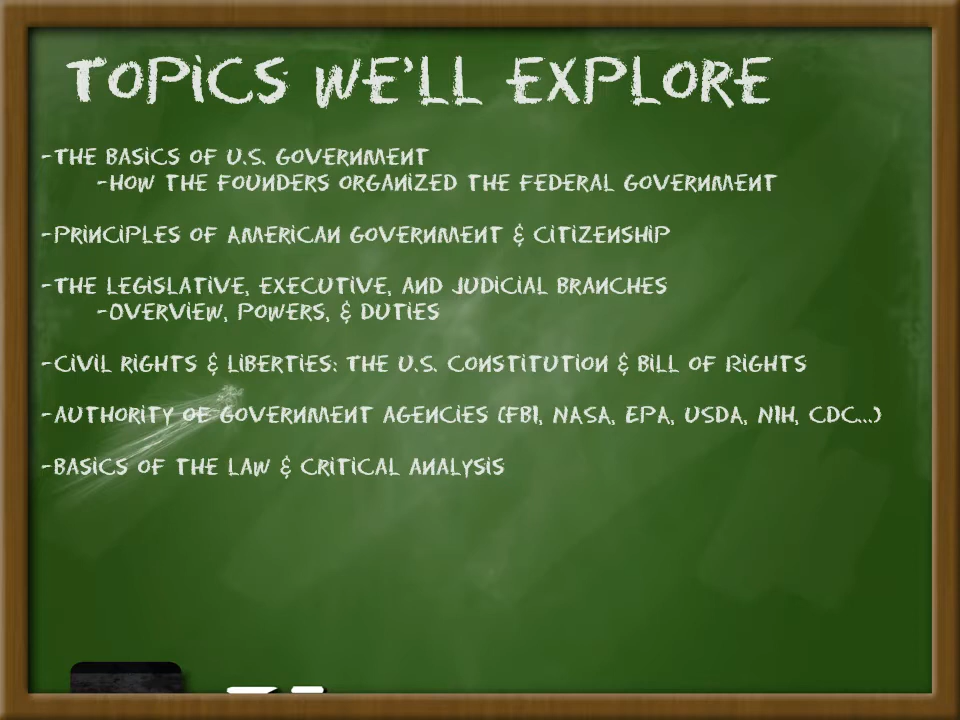 TOPICS WE'LL EXPLORE
-THE BASICS OF U.S. GOVERNMENT
-HOW THE FOUNDERS ORGANIZED THE FEDERAL GOVERNMENT
-PRINCIPLES OF AMERICAN GOVERNMENT & CITIZENSHIP
-THE LEGISLATIVE, EXECUTIVE, AND JUDICIAL BRANCHES
-OVERVIEW, POWERS, & DUTIES
-CIVIL RIGHTS & LIBERTIES: THE U.S. CONSTITUTION & BILL OF RIGHTS
-AUTHORITY OF GOVERNMENT AGENCIES (FBI, NASA, EPA, USDA, NIH, CDC...)
-BASICS OF THE LAW & CRITICAL ANALYSIS